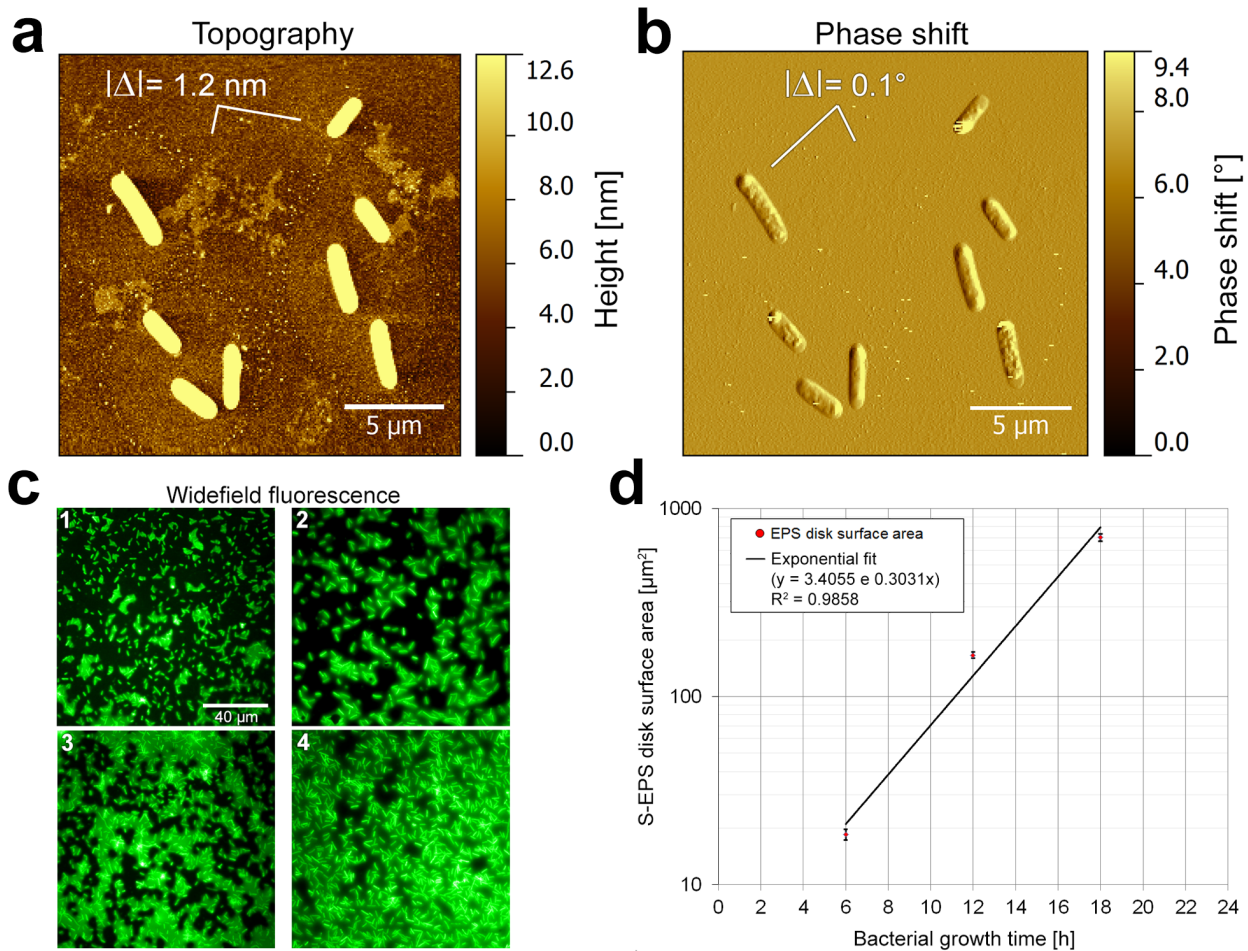 a
Topography
|Δ|= 1.2 nm
12.6
10.0
8.0
6.0
4.0
2.0
0.0
Height [nm]
5 µm
b
Phase shift
|Δ|= 0.1°
9.4
8.0
6.0
4.0
2.0
0.0
Phase shift [°]
5 µm
c
Widefield fluorescence
1
2
40 µm
3
4
d
1000
100
10
S-EPS disk surface area [µm²]
EPS disk surface area
Exponential fit
(y = 3.4055 e 0.3031x)
R² = 0.9858
0 2 4 6 8 10 12 14 16 18 20 22 24
Bacterial growth time [h]